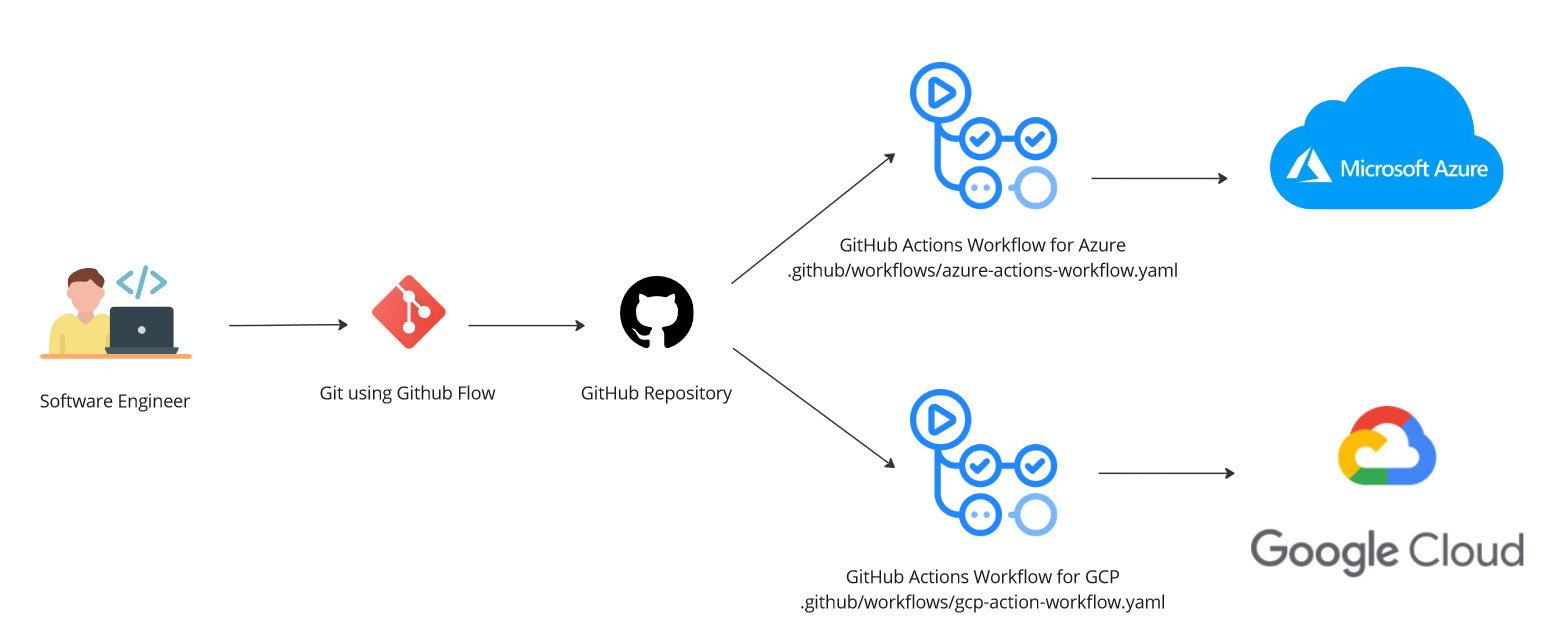 Microsoft Azure
GitHub Actions Workflow for Azure
.github/workflows/azure-actions-workflow.yaml
</>
Software Engineer
Git using Github Flow
GitHub Repository
Google Cloud
GitHub Actions Workflow for GCP
.github/workflows/gcp-action-workflow.yaml